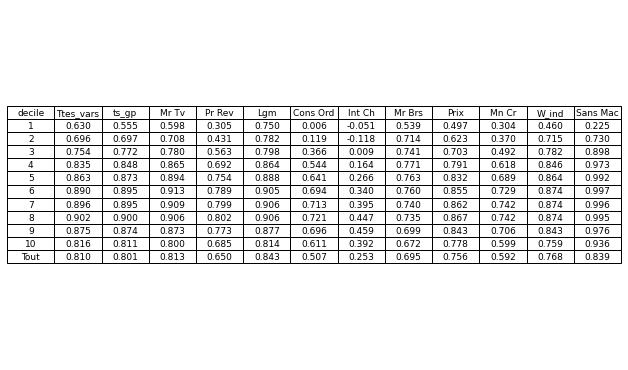 decile Ttes_vars ts_gp Mr Tv Pr Rev Lgm Cons Ord Int Ch Mr Brs Prix Mn Cr W_ind Sans Mac
1 0.630 0.555 0.598 0.305 0.750 0.006 -0.051 0.539 0.497 0.304 0.460 0.225
2 0.696 0.697 0.708 0.431 0.782 0.119 -0.118 0.714 0.623 0.370 0.715 0.730
3 0.754 0.772 0.780 0.563 0.798 0.366 0.009 0.741 0.703 0.492 0.782 0.898
4 0.835 0.848 0.865 0.692 0.864 0.544 0.164 0.771 0.791 0.618 0.846 0.973
5 0.863 0.873 0.894 0.754 0.888 0.641 0.266 0.763 0.832 0.689 0.864 0.992
6 0.890 0.895 0.913 0.789 0.905 0.694 0.340 0.760 0.855 0.729 0.874 0.997
7 0.896 0.895 0.909 0.799 0.906 0.713 0.395 0.740 0.862 0.742 0.874 0.996
8 0.902 0.900 0.906 0.802 0.906 0.721 0.447 0.735 0.867 0.742 0.874 0.995
9 0.875 0.874 0.873 0.773 0.877 0.696 0.459 0.699 0.843 0.706 0.843 0.976
10 0.816 0.811 0.800 0.685 0.814 0.611 0.392 0.672 0.778 0.599 0.759 0.936
Tout 0.810 0.801 0.813 0.650 0.843 0.507 0.253 0.695 0.756 0.592 0.768 0.839